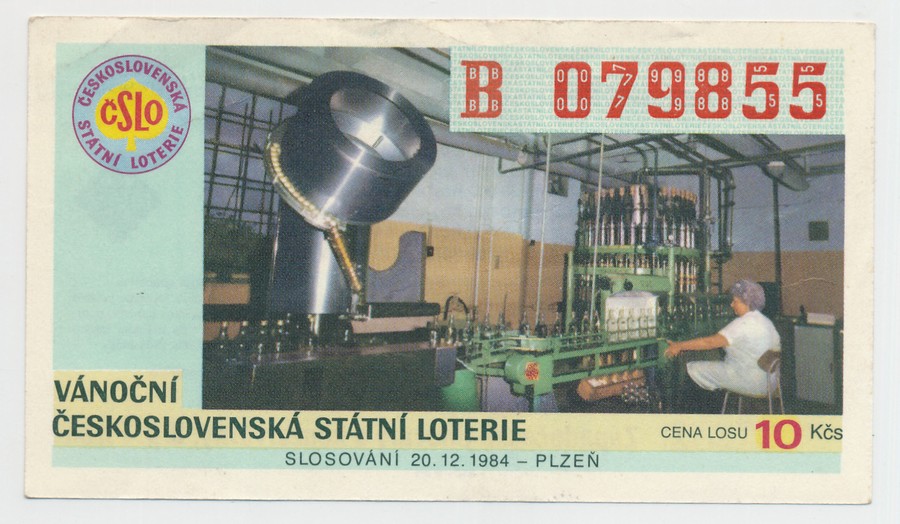 ČESKOSLOVENSKÁ
ČSLO
STÁTNÍ LOTERIE
B 079855
VÁNOČNÍ
ČESKOSLOVENSKÁ STÁTNÍ LOTERIE
CENA LOSU 10 Kčs
SLOSOVÁNÍ 20.12.1984 – PLZEŇ